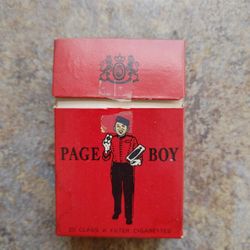 PAGE BOY
20 CLASS A FILTER CIGARETTES